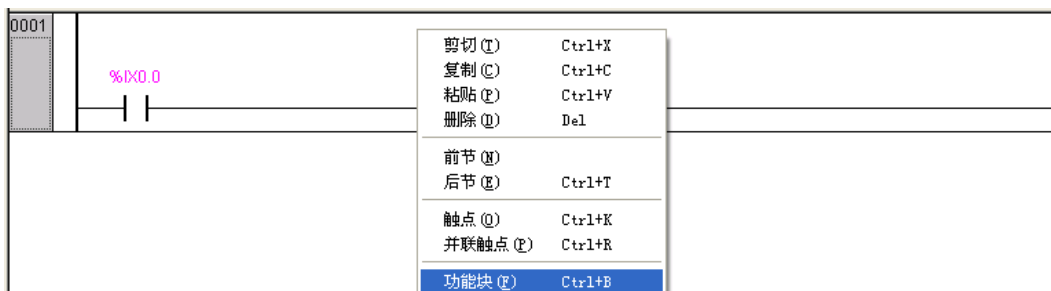 0001
%IX0.0
剪切(T) Ctrl+X
复制(C) Ctrl+C
粘贴(P) Ctrl+V
删除(D) Del
前节(N)
后节(E) Ctrl+T
触点(O) Ctrl+K
并联触点(P) Ctrl+R
功能块(F) Ctrl+B